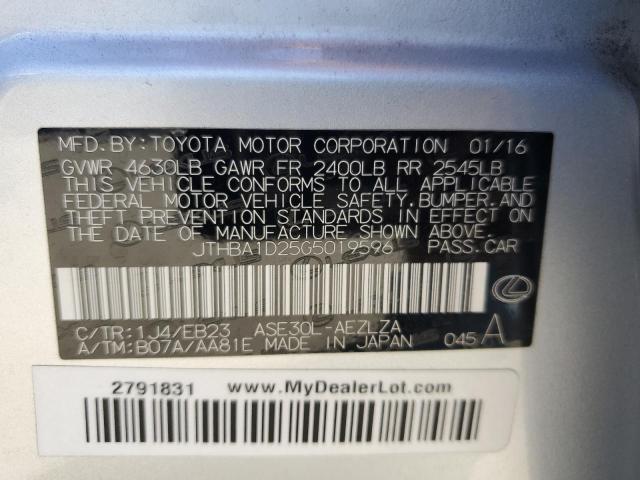 MFD. BY: TOYOTA MOTOR CORPORATION 01/16
GVWR 4630LB GAWR FR 2400LB RR 2545LB
THIS VEHICLE CONFORMS TO ALL APPLICABLE
FEDERAL MOTOR VEHICLE SAFETY, BUMPER, AND
THEFT PREVENTION STANDARDS IN EFFECT ON
THE DATE OF MANUFACTURE SHOWN ABOVE.
JTHBA1D25G5019596 PASS. CAR
C/TR: 1J4/EB23 ASE30L-AEZLZA
A/TM: B07A/AA81E MADE IN JAPAN 045 A
2791831 www.MyDealerLot.com